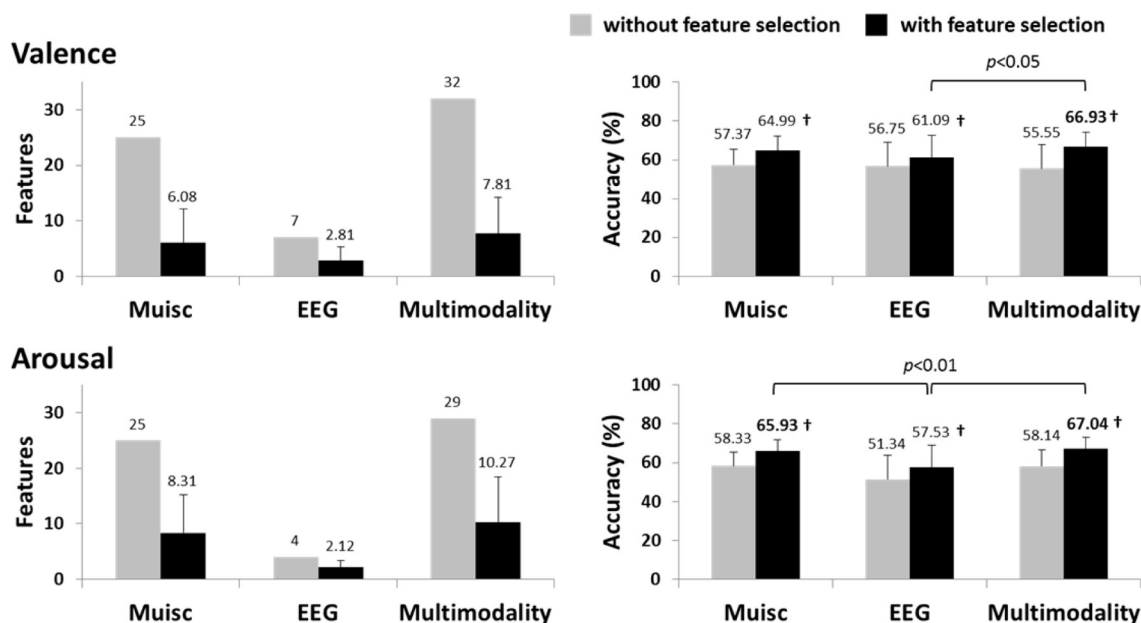 without feature selection with feature selection
Valence
Features
30
20
10
0
25
6.08
7
2.81
32
7.81
Muisc EEG Multimodality
Accuracy (%)
100
80
60
40
20
0
p<0.05
57.37 64.99 †
56.75 61.09 †
55.55 66.93 †
Muisc EEG Multimodality
Arousal
Features
30
20
10
0
25
8.31
4
2.12
29
10.27
Muisc EEG Multimodality
Accuracy (%)
100
80
60
40
20
0
p<0.01
58.33 65.93 †
51.34 57.53 †
58.14 67.04 †
Muisc EEG Multimodality